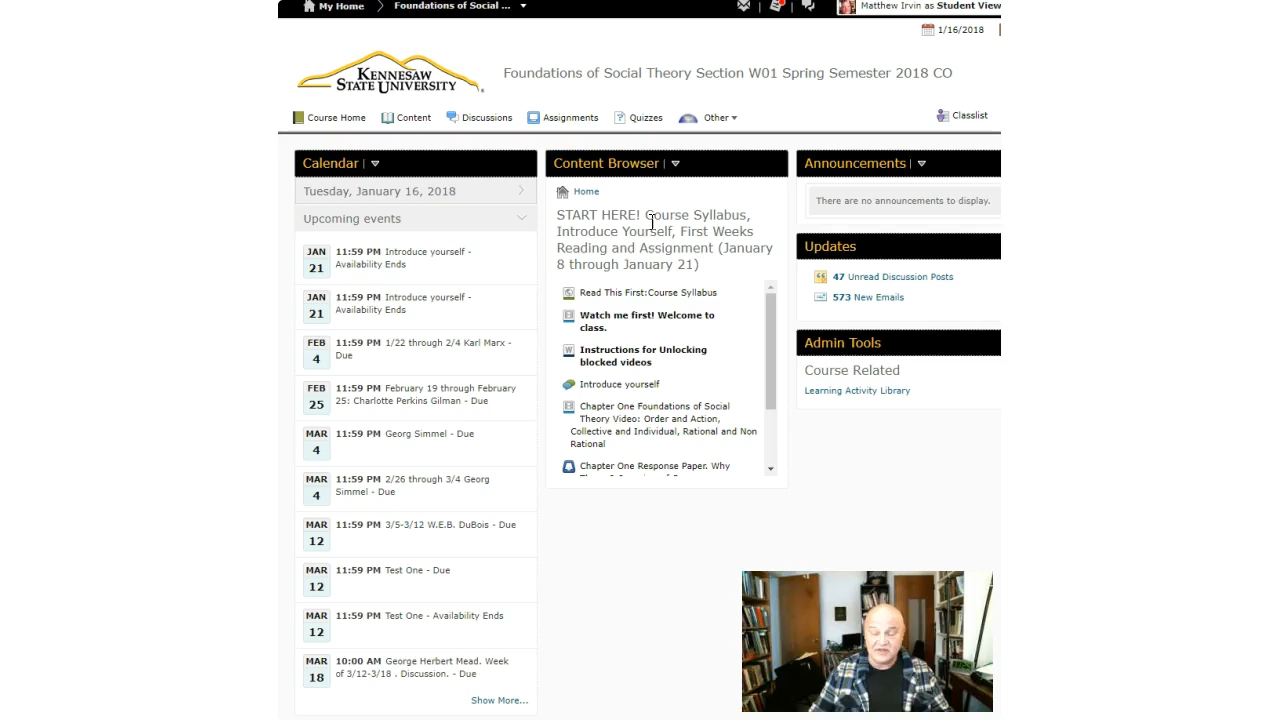 My Home
Foundations of Social ...
Matthew Irvin as Student View
1/16/2018
KENNESAW
STATE UNIVERSITY
Foundations of Social Theory Section W01 Spring Semester 2018 CO
Course Home
Content
Discussions
Assignments
Quizzes
Other
Classlist
Calendar
Tuesday, January 16, 2018
Upcoming events
JAN
21
11:59 PM Introduce yourself -
Availability Ends
JAN
21
11:59 PM Introduce yourself -
Availability Ends
FEB
4
11:59 PM 1/22 through 2/4 Karl Marx -
Due
FEB
25
11:59 PM February 19 through February
25: Charlotte Perkins Gilman - Due
MAR
4
11:59 PM Georg Simmel - Due
MAR
4
11:59 PM 2/26 through 3/4 Georg
Simmel - Due
MAR
12
11:59 PM 3/5-3/12 W.E.B. DuBois - Due
MAR
12
11:59 PM Test One - Due
MAR
12
11:59 PM Test One - Availability Ends
MAR
18
10:00 AM George Herbert Mead. Week
of 3/12-3/18 . Discussion. - Due
Show More...
Content Browser
Home
START HERE! Course Syllabus,
Introduce Yourself, First Weeks
Reading and Assignment (January
8 through January 21)
Read This First:Course Syllabus
Watch me first! Welcome to
class.
Instructions for Unlocking
blocked videos
Introduce yourself
Chapter One Foundations of Social
Theory Video: Order and Action,
Collective and Individual, Rational and Non
Rational
Chapter One Response Paper. Why
Announcements
There are no announcements to display.
Updates
47 Unread Discussion Posts
573 New Emails
Admin Tools
Course Related
Learning Activity Library